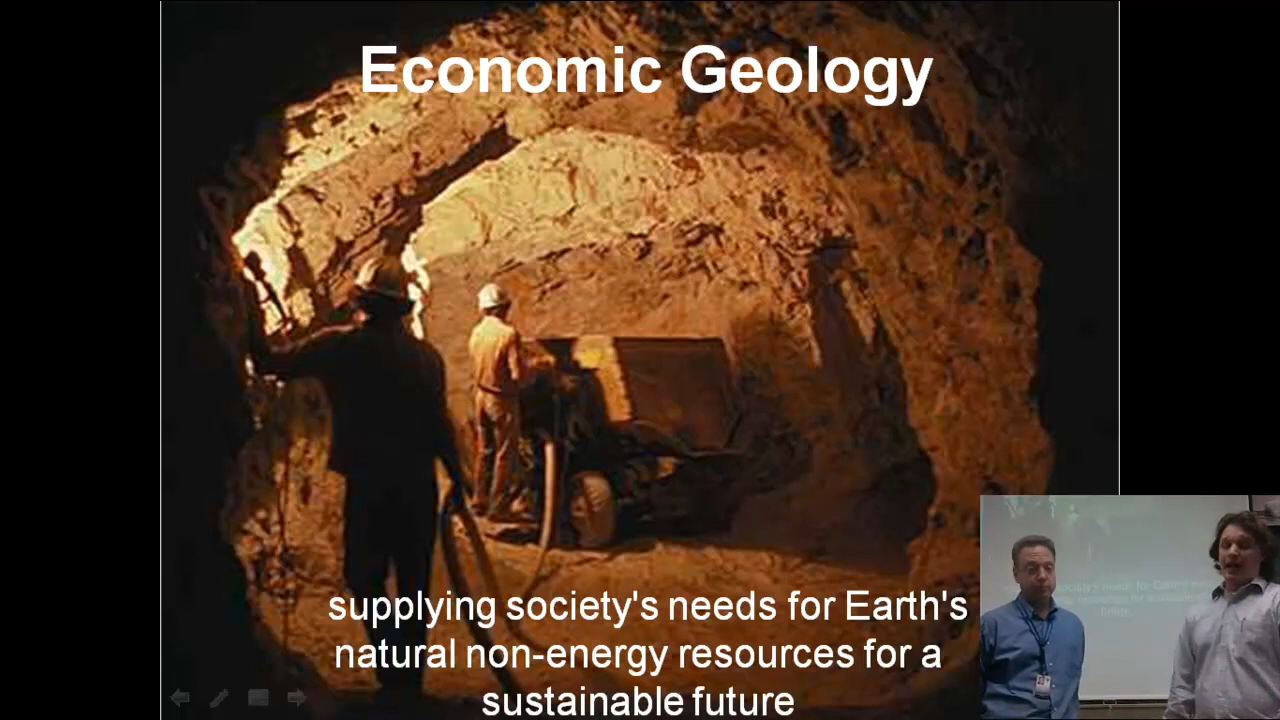 Economic Geology
supplying society's needs for Earth's
natural non-energy resources for a
sustainable future